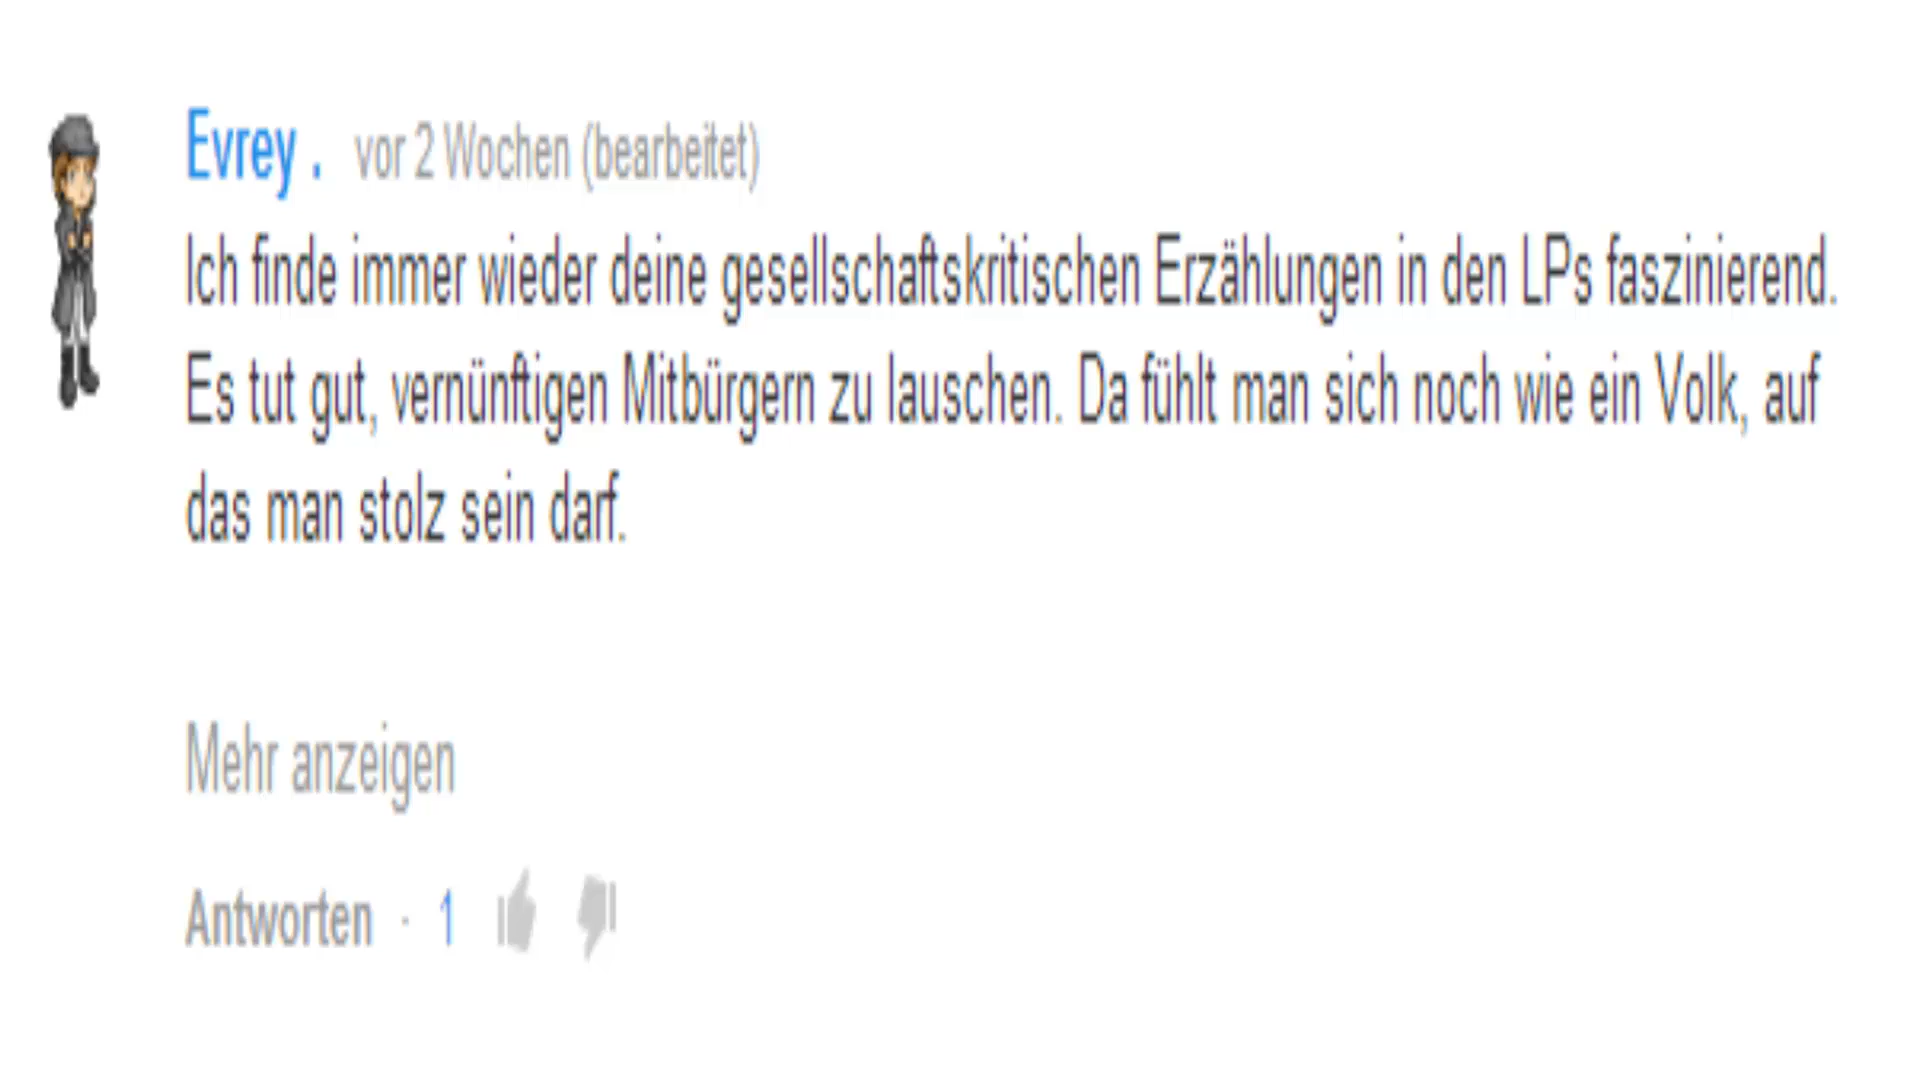 Evrey . vor 2 Wochen (bearbeitet)
Ich finde immer wieder deine gesellschaftskritischen Erzählungen in den LPs faszinierend.
Es tut gut, vernünftigen Mitbürgern zu lauschen. Da fühlt man sich noch wie ein Volk, auf
das man stolz sein darf.
Mehr anzeigen
Antworten · 1